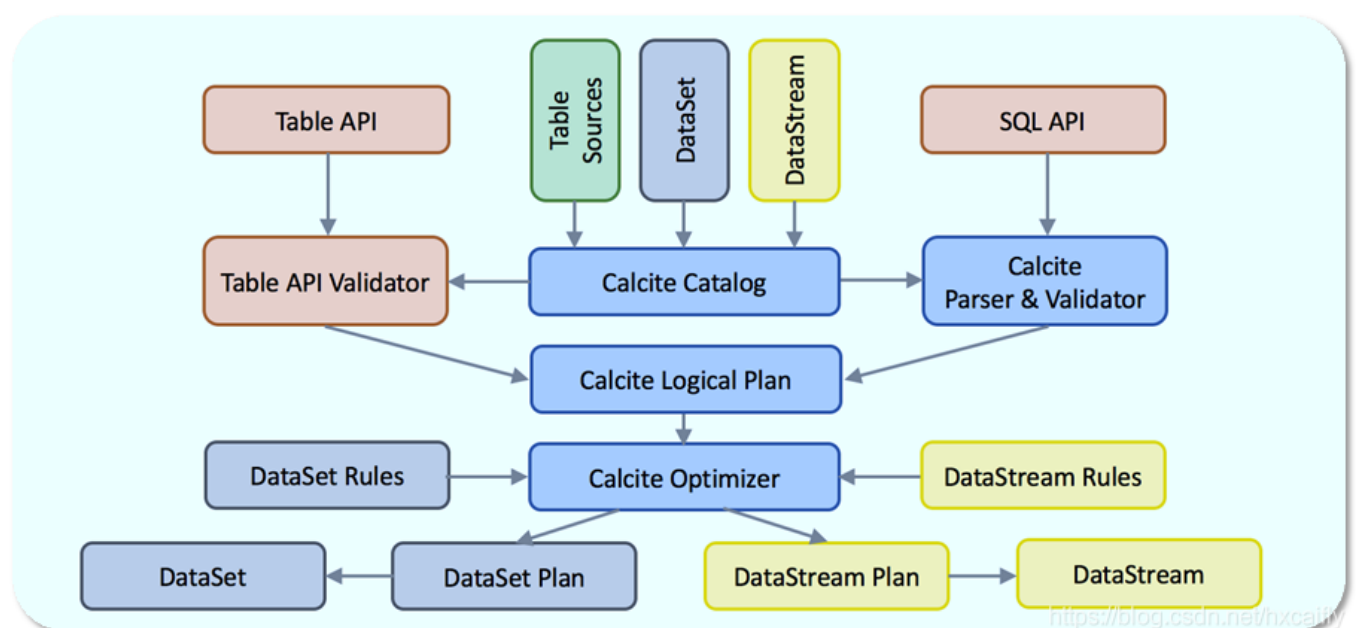 Table
Sources
DataSet
DataStream
Table API
SQL API
Table API Validator
Calcite Catalog
Calcite
Parser & Validator
Calcite Logical Plan
DataSet Rules
Calcite Optimizer
DataStream Rules
DataSet
DataSet Plan
DataStream Plan
DataStream
https://blog.csdn.net/hxcaifly